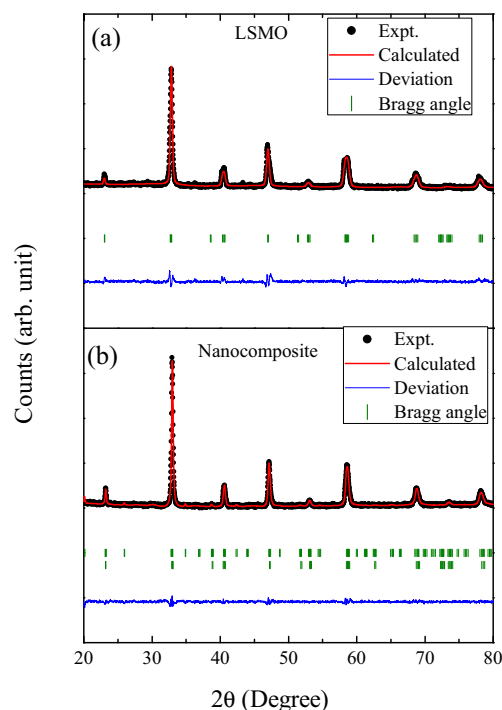 (a)
LSMO
Expt.
Calculated
Deviation
Bragg angle
(b)
Nanocomposite
Expt.
Calculated
Deviation
Bragg angle
Counts (arb. unit)
20 30 40 50 60 70 80
2θ (Degree)